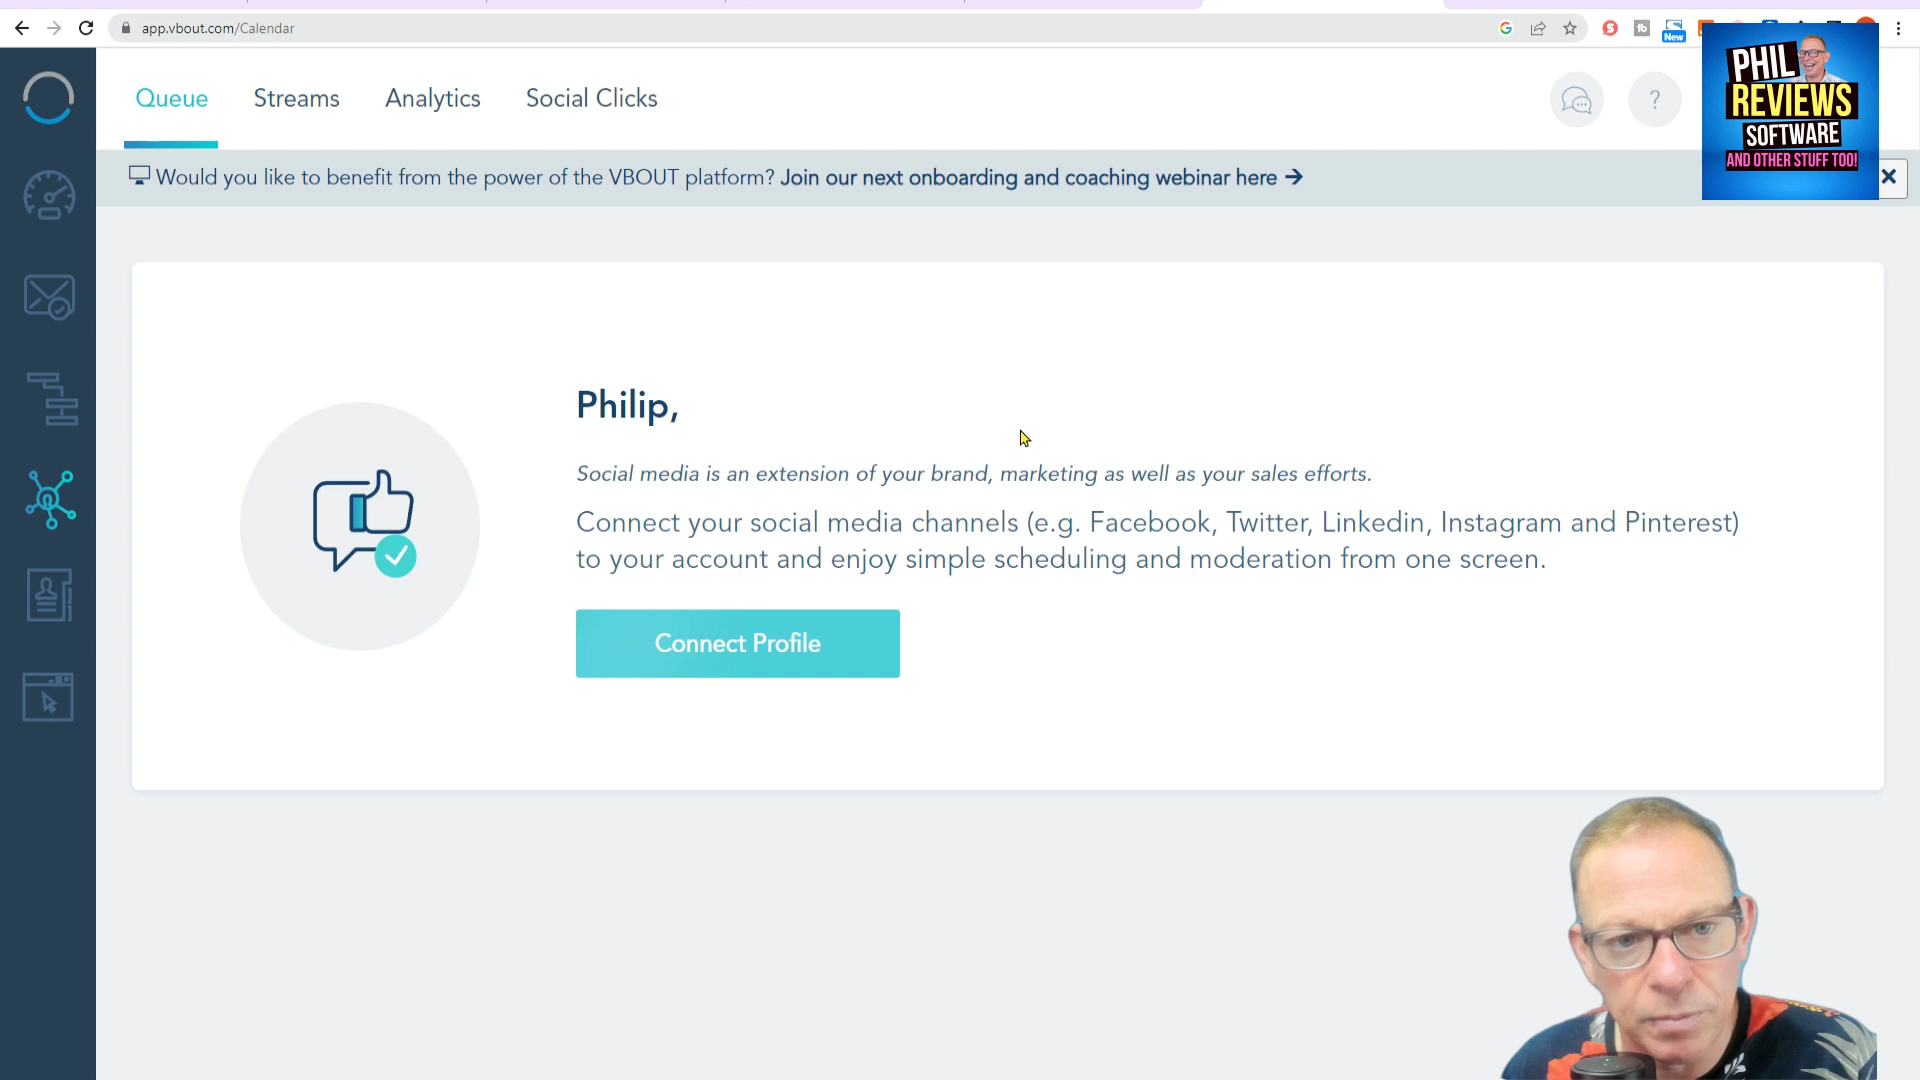 app.vbout.com/Calendar
New
Queue Streams Analytics Social Clicks
?
PHIL
REVIEWS
SOFTWARE
AND OTHER STUFF TOO!
Would you like to benefit from the power of the VBOUT platform? Join our next onboarding and coaching webinar here →
Philip,
Social media is an extension of your brand, marketing as well as your sales efforts.
Connect your social media channels (e.g. Facebook, Twitter, Linkedin, Instagram and Pinterest)
to your account and enjoy simple scheduling and moderation from one screen.
Connect Profile